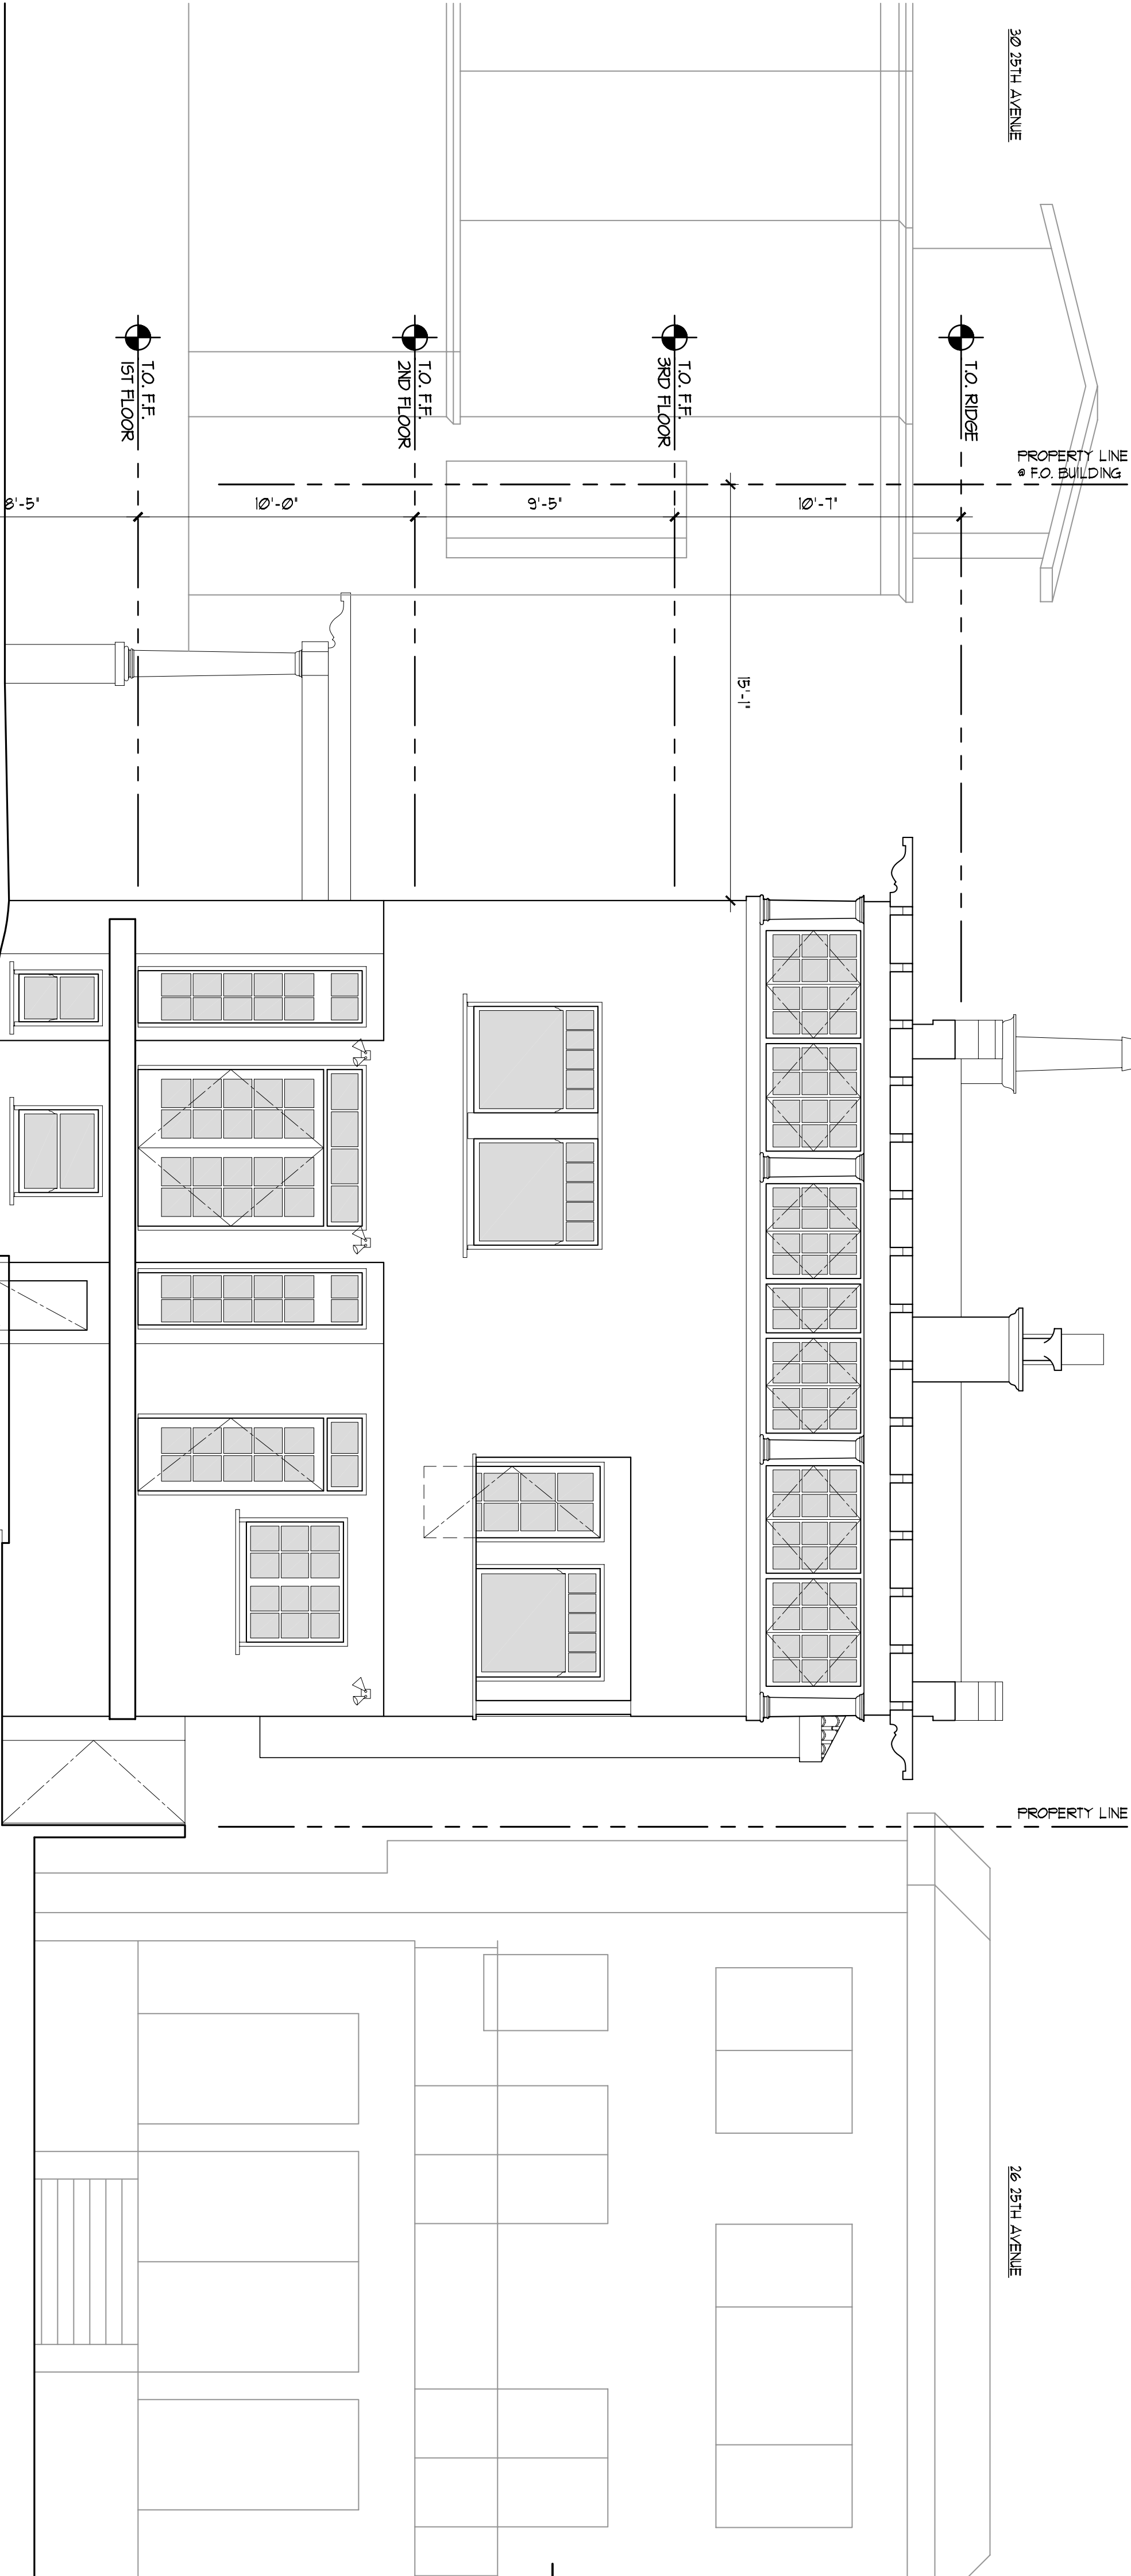 30 25TH AVENUE
T.O. RIDGE
T.O. F.F.
3RD FLOOR
T.O. F.F.
2ND FLOOR
T.O. F.F.
1ST FLOOR
PROPERTY LINE
@ F.O. BUILDING
10'-7"
9'-5"
10'-0"
8'-5"
15'-1"
PROPERTY LINE
26 25TH AVENUE